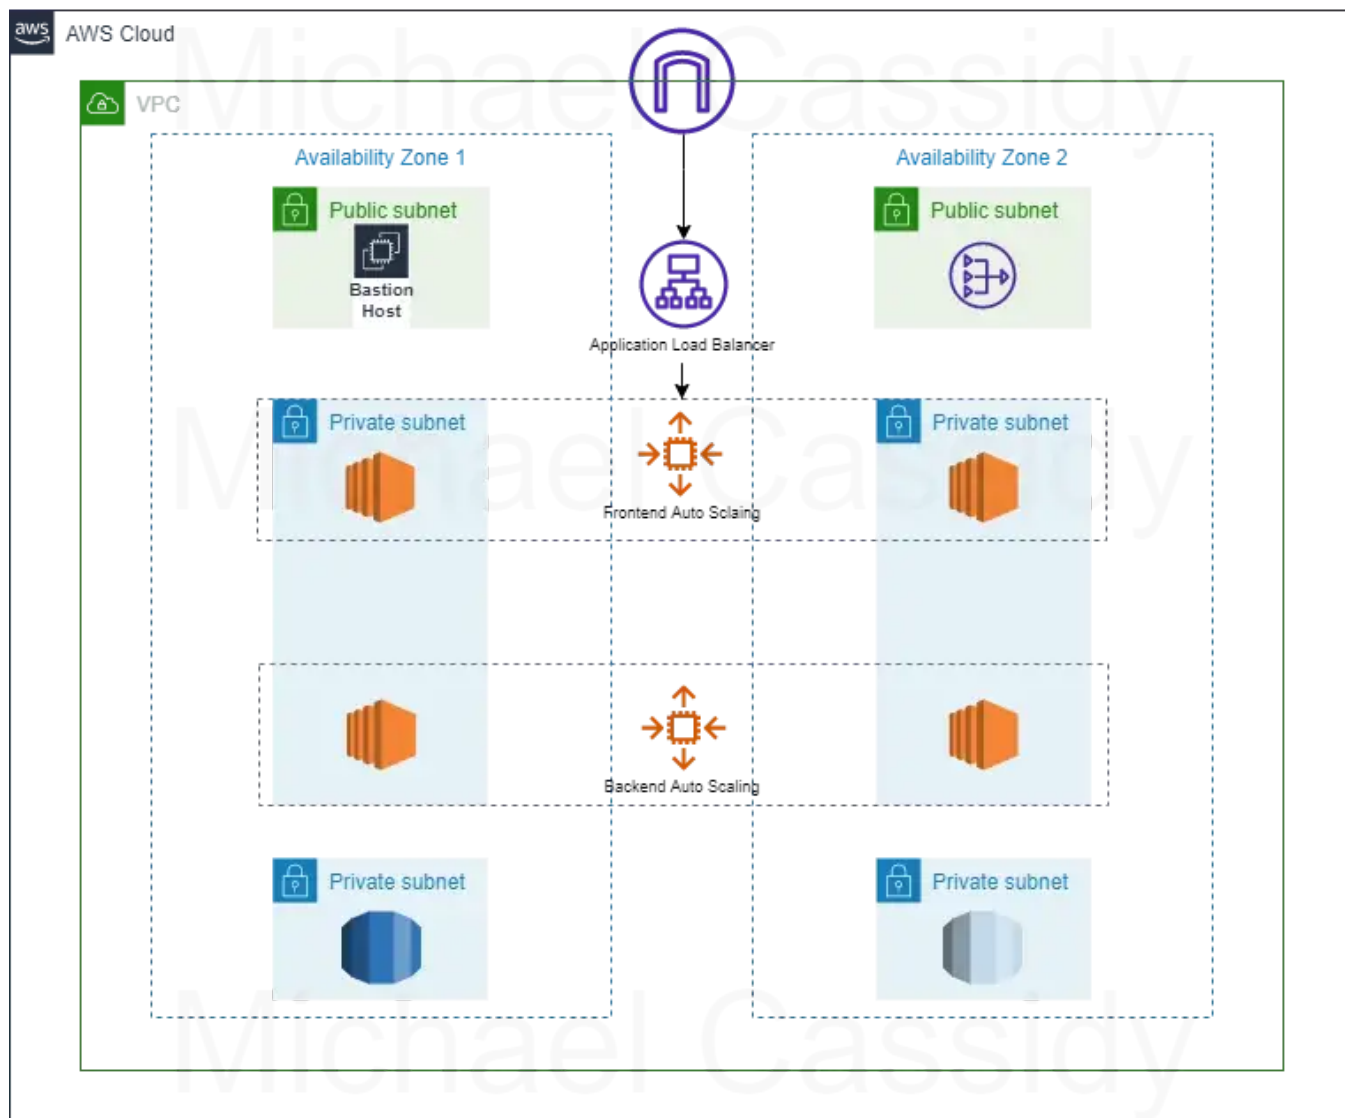 aws
AWS Cloud
Michael Cassidy
VPC
Availability Zone 1
Availability Zone 2
Public subnet
Public subnet
Bastion
Host
Application Load Balancer
Private subnet
Private subnet
Michael Cassidy
Frontend Auto Sclaing
Backend Auto Scaling
Private subnet
Private subnet
Michael Cassidy